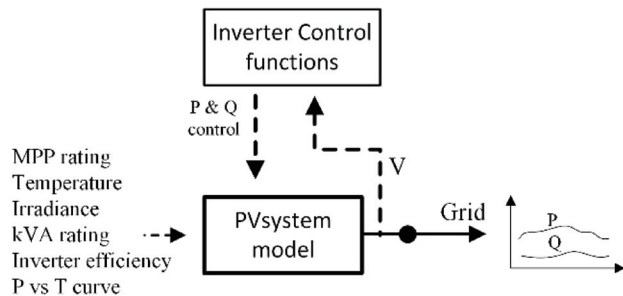 Inverter Control
functions
P & Q
control
V
MPP rating
Temperature
Irradiance
kVA rating
Inverter efficiency
P vs T curve
PVsystem
model
Grid
P
Q